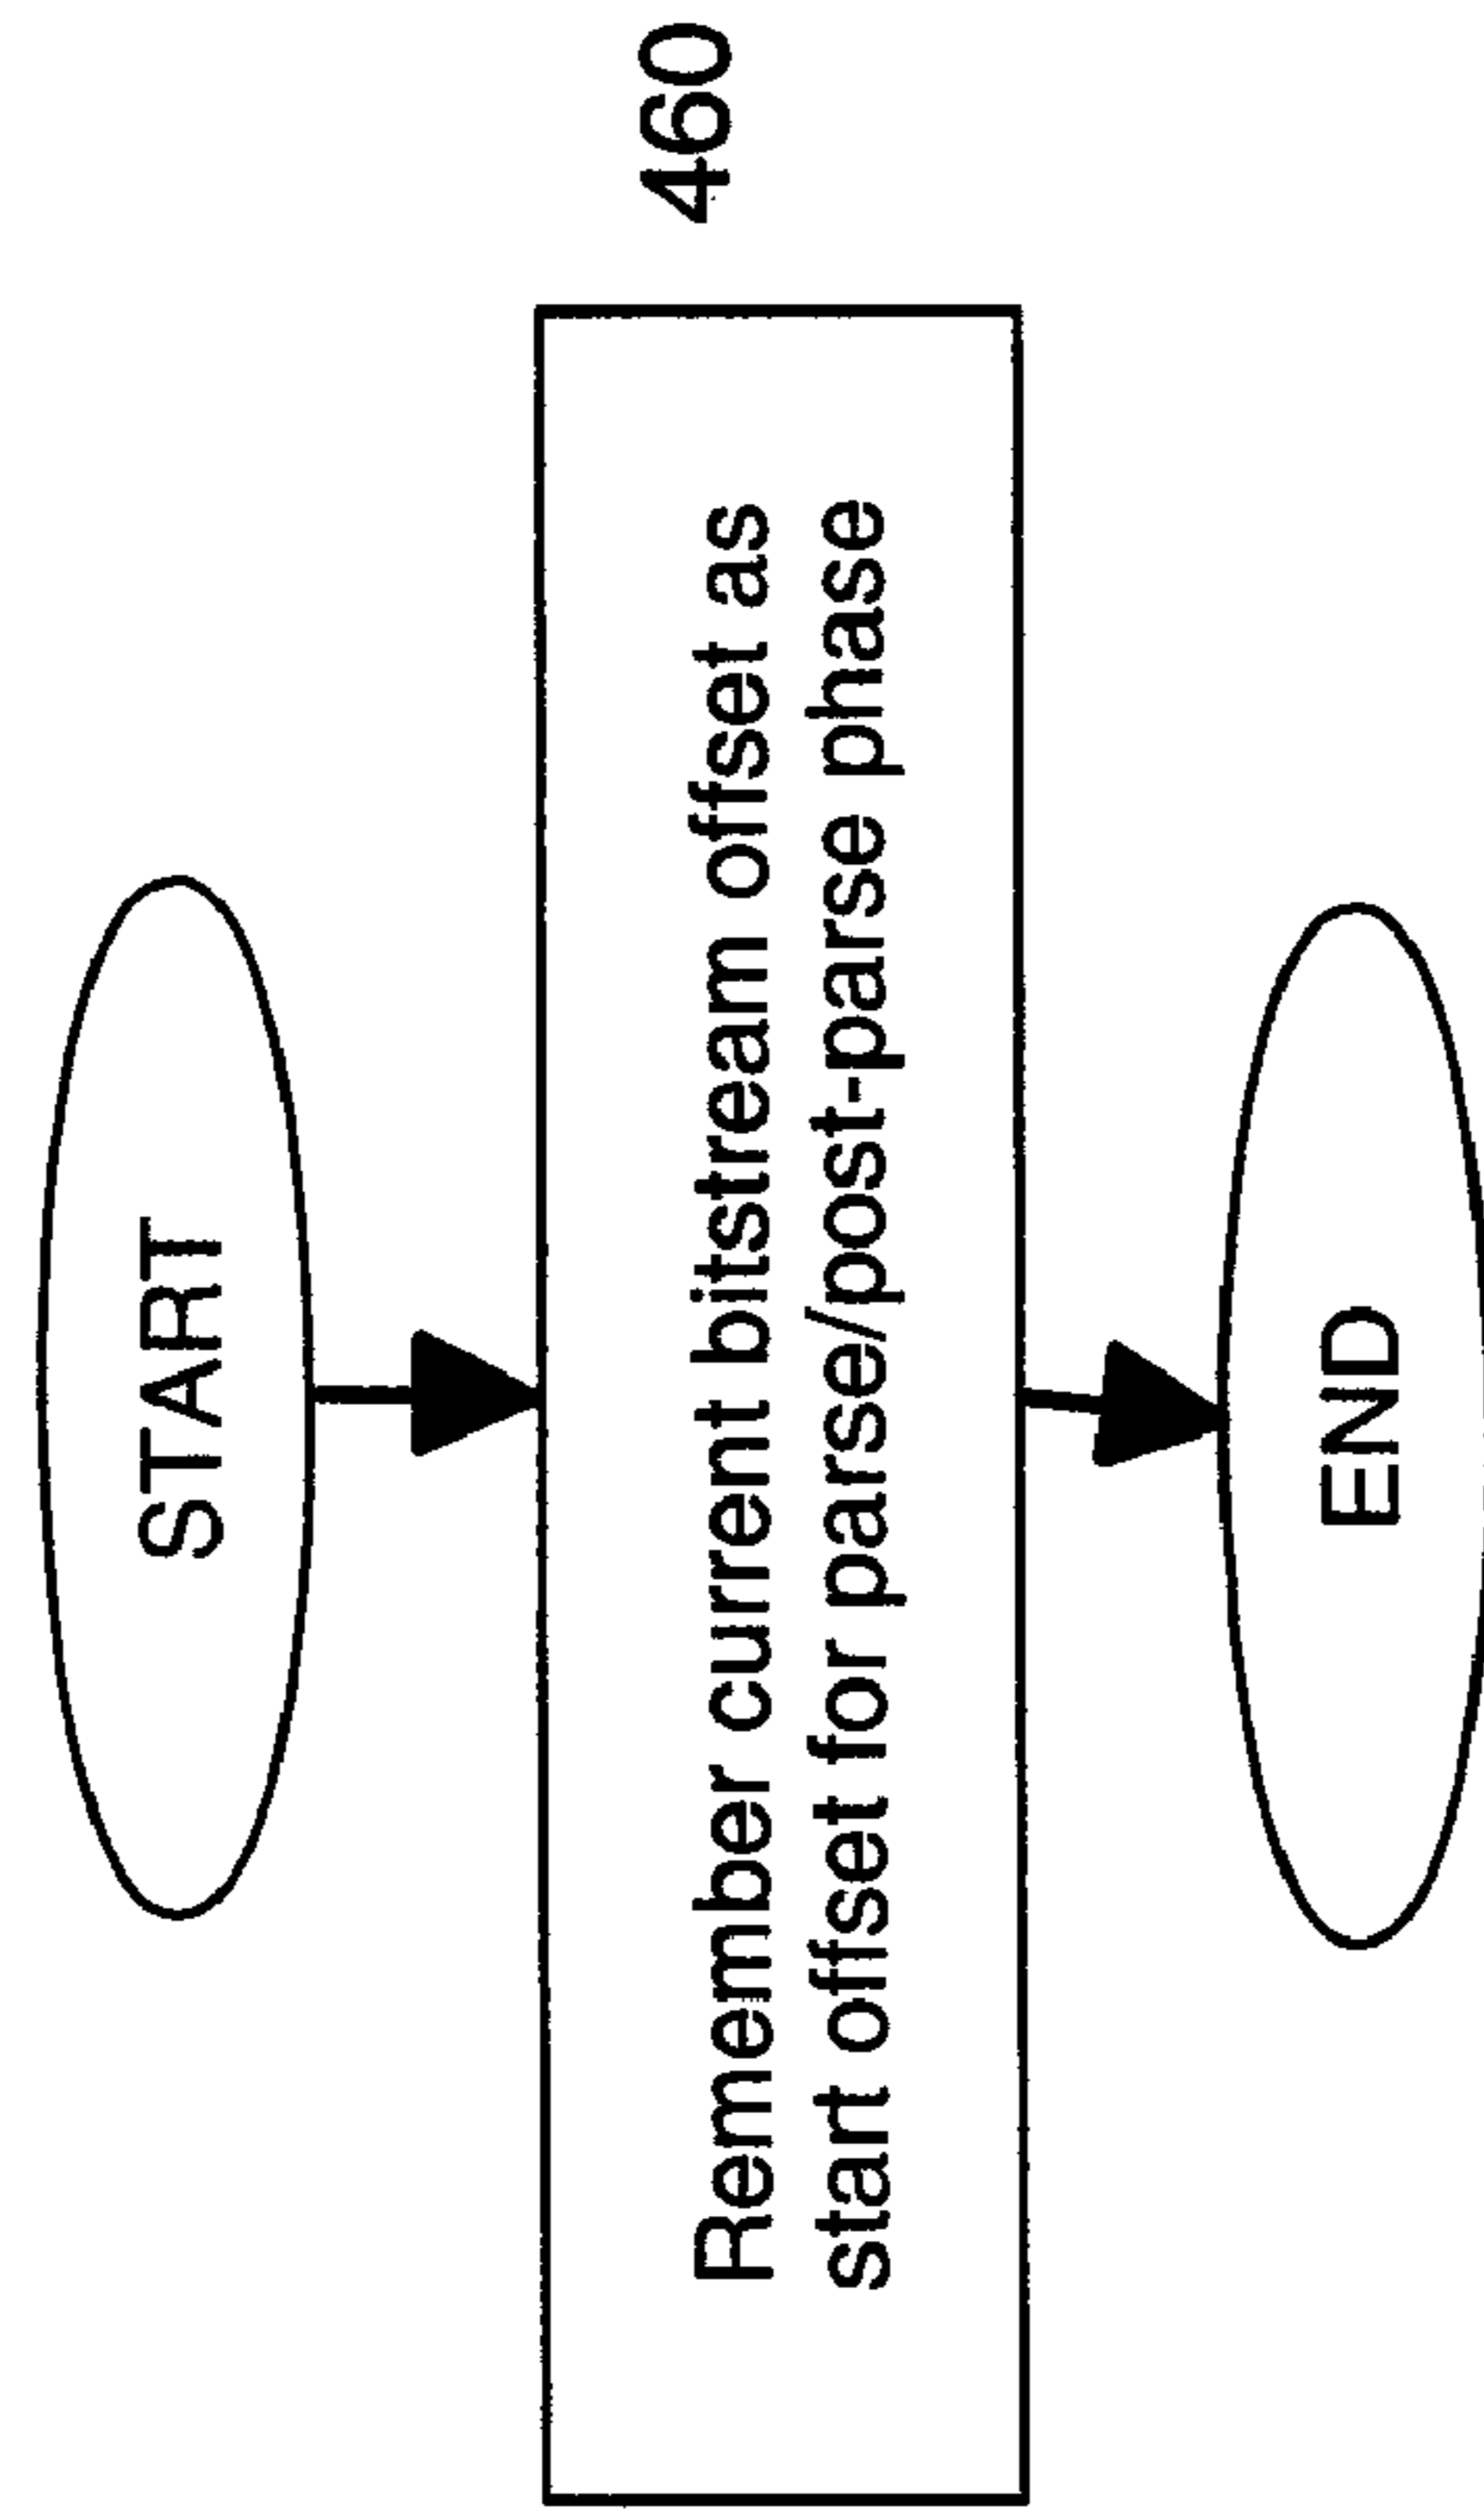 START
460
Remember current bitstream offset as
start offset for parse/post-parse phase
END